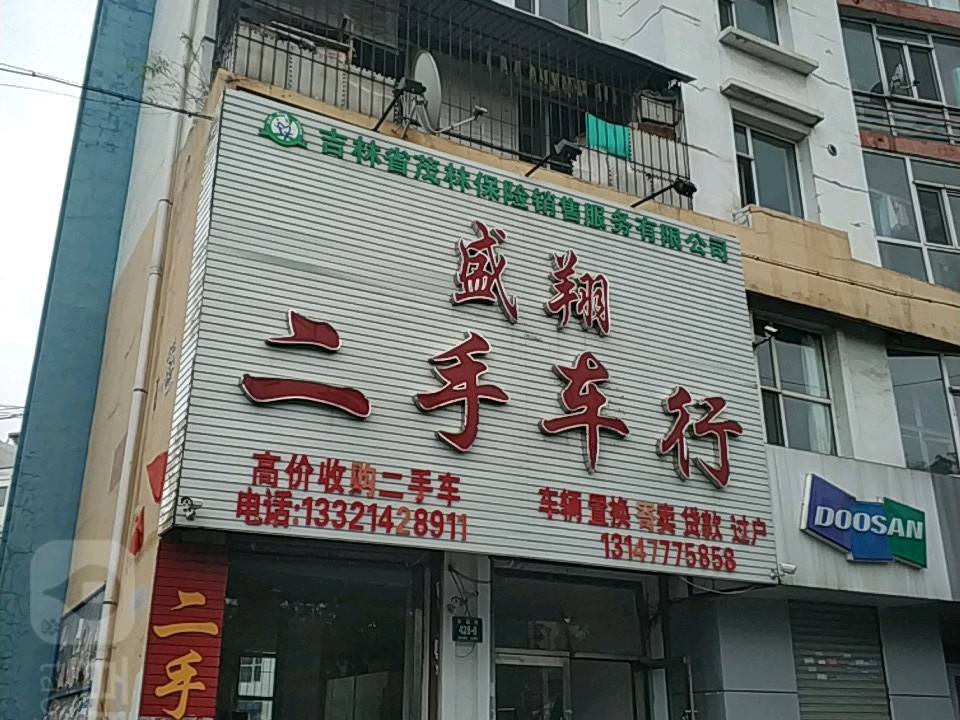 吉林省茂林保险销售服务有限公司
盛翔
二手车行
高价收购二手车
电话:13321428911
车辆 置换 寄卖 贷款 过户
13147775858
DOOSAN
428-8
二手